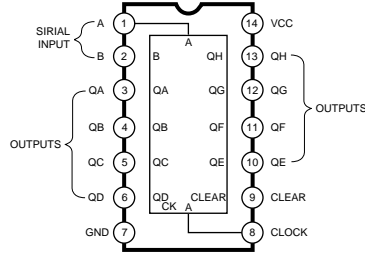 A 1 14 VCC
SIRIAL INPUT
A
B 2 B QH 13 QH
QA 3 QA QG 12 QG
OUTPUTS
OUTPUTS
QB 4 QB QF 11 QF
QC 5 QC QE 10 QE
QD 6 QD CLEAR 9 CLEAR
CK A
GND 7 8 CLOCK